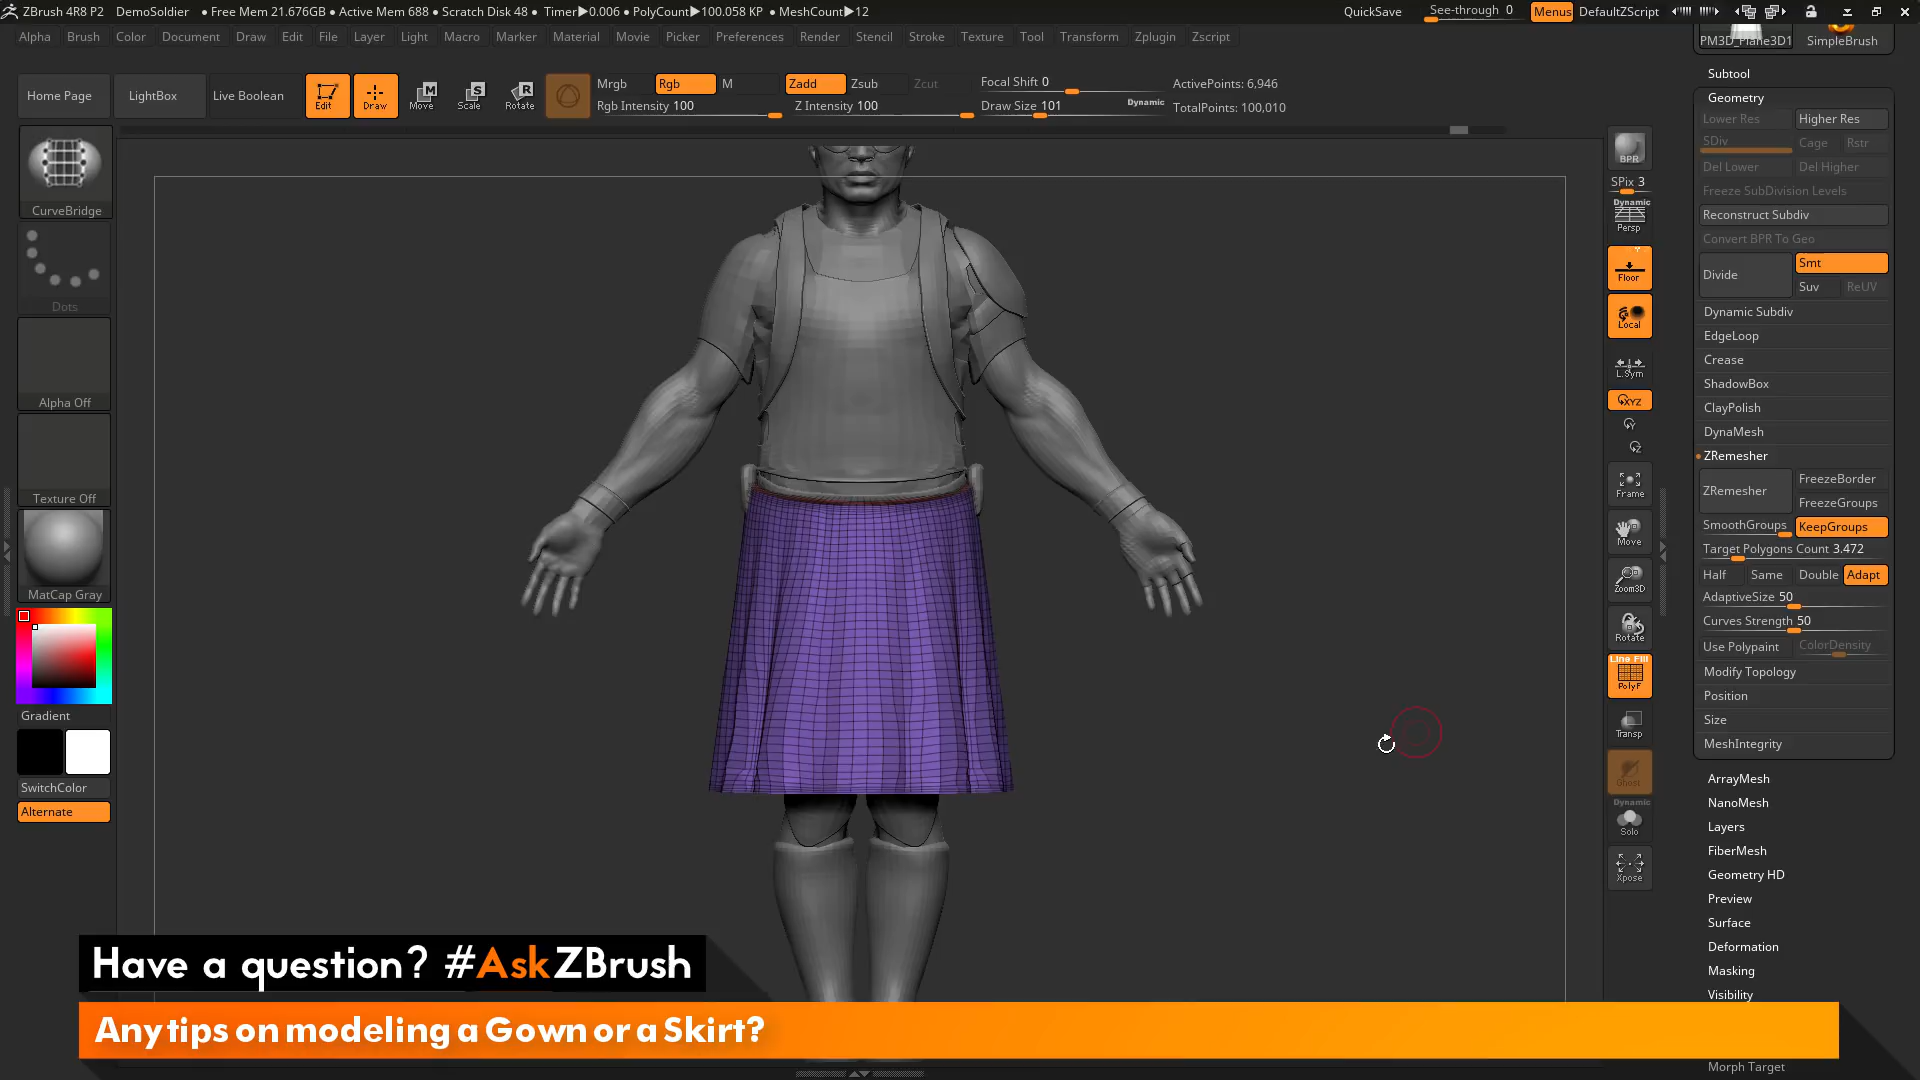 ZBrush 4R8 P2 DemoSoldier • Free Mem 21.676GB • Active Mem 688 • Scratch Disk 48 • Timer▶0.006 • PolyCount▶100.058 KP • MeshCount▶12 QuickSave See-through 0 Menus DefaultZScript
Alpha Brush Color Document Draw Edit File Layer Light Macro Marker Material Movie Picker Preferences Render Stencil Stroke Texture Tool Transform Zplugin Zscript
PM3D_Plane3D1 SimpleBrush
Home Page LightBox Live Boolean Edit Draw Move Scale Rotate
Mrgb Rgb M Zadd Zsub Zcut Focal Shift 0 ActivePoints: 6,946
Rgb Intensity 100 Z Intensity 100 Draw Size 101 Dynamic TotalPoints: 100,010
CurveBridge
Dots
Alpha Off
Texture Off
MatCap Gray
Gradient
SwitchColor
Alternate
BPR
SPix 3
Dynamic
Persp
Floor
Local
L.Sym
XYZ
Y
Z
Frame
Move
Zoom3D
Rotate
Line Fill
PolyF
Transp
Ghost
Dynamic
Solo
Xpose
Subtool
Geometry
Lower Res Higher Res
SDiv Cage Rstr
Del Lower Del Higher
Freeze SubDivision Levels
Reconstruct Subdiv
Convert BPR To Geo
Divide Smt
Suv ReUV
Dynamic Subdiv
EdgeLoop
Crease
ShadowBox
ClayPolish
DynaMesh
ZRemesher
ZRemesher FreezeBorder
FreezeGroups
SmoothGroups KeepGroups
Target Polygons Count 3.472
Half Same Double Adapt
AdaptiveSize 50
Curves Strength 50
Use Polypaint ColorDensity
Modify Topology
Position
Size
MeshIntegrity
ArrayMesh
NanoMesh
Layers
FiberMesh
Geometry HD
Preview
Surface
Deformation
Masking
Visibility
Morph Target
Have a question? #AskZBrush
Any tips on modeling a Gown or a Skirt?